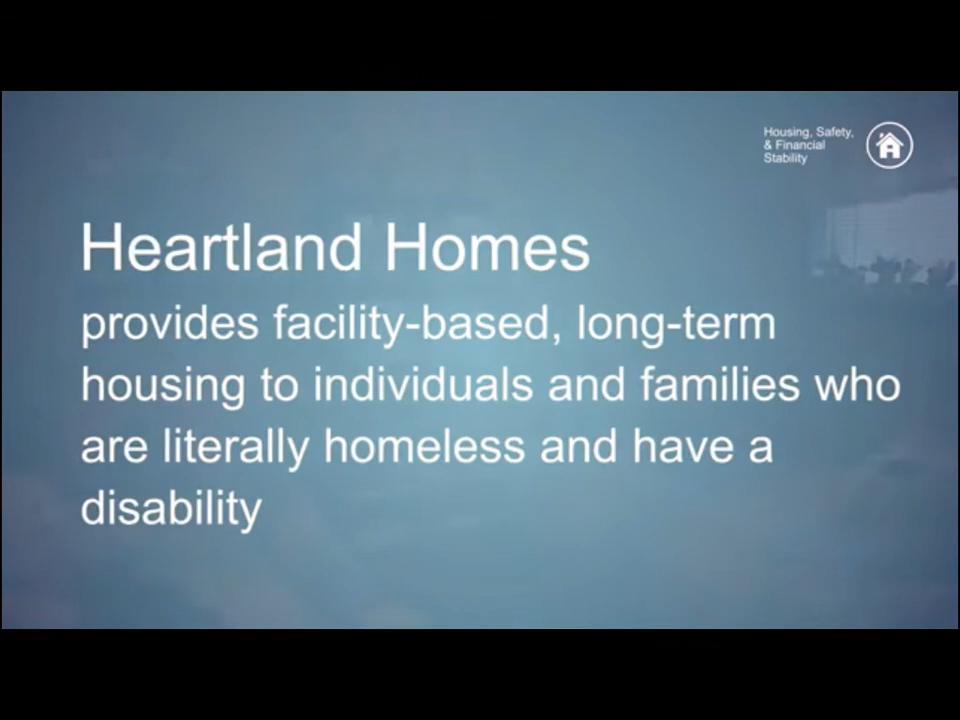 Housing, Safety,
& Financial
Stability
Heartland Homes
provides facility-based, long-term
housing to individuals and families who
are literally homeless and have a
disability